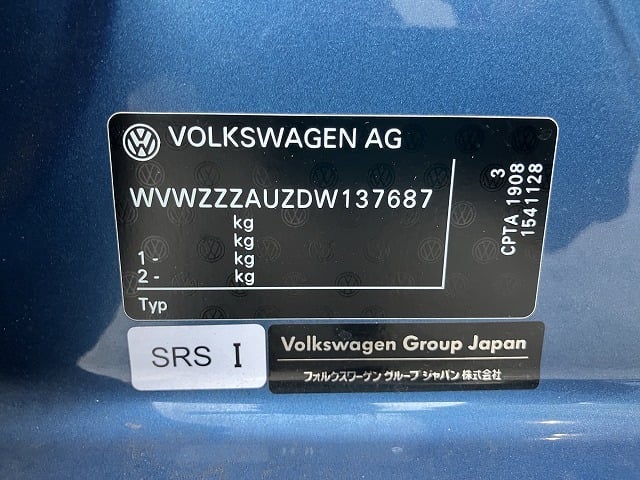 VOLKSWAGEN AG
WVWZZZAUZDW137687
kg
kg
1 - kg
2 - kg
Typ
3
CPTA 1908
1541128
SRS I
Volkswagen Group Japan
フォルクスワーゲン グループ ジャパン 株式会社